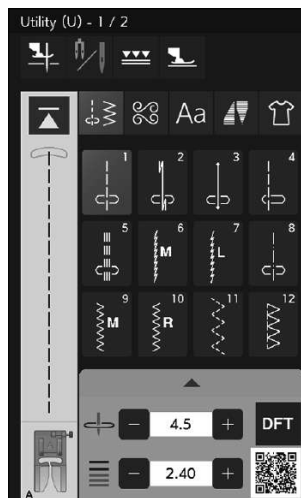 Utility (U) - 1 / 2
Aa
1 2 3 4
5 6 7 8
M L
9 10 11 12
M R
- 4.5 + DFT
- 2.40 +
A